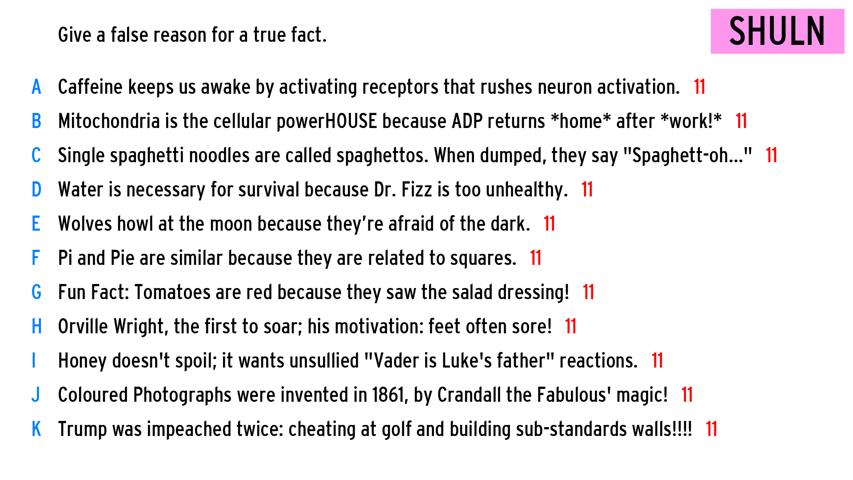 Give a false reason for a true fact.
SHULN
A Caffeine keeps us awake by activating receptors that rushes neuron activation. 11
B Mitochondria is the cellular powerHOUSE because ADP returns *home* after *work!* 11
C Single spaghetti noodles are called spaghettos. When dumped, they say "Spaghett-oh..." 11
D Water is necessary for survival because Dr. Fizz is too unhealthy. 11
E Wolves howl at the moon because they’re afraid of the dark. 11
F Pi and Pie are similar because they are related to squares. 11
G Fun Fact: Tomatoes are red because they saw the salad dressing! 11
H Orville Wright, the first to soar; his motivation: feet often sore! 11
I Honey doesn't spoil; it wants unsullied "Vader is Luke's father" reactions. 11
J Coloured Photographs were invented in 1861, by Crandall the Fabulous' magic! 11
K Trump was impeached twice: cheating at golf and building sub-standards walls!!!! 11